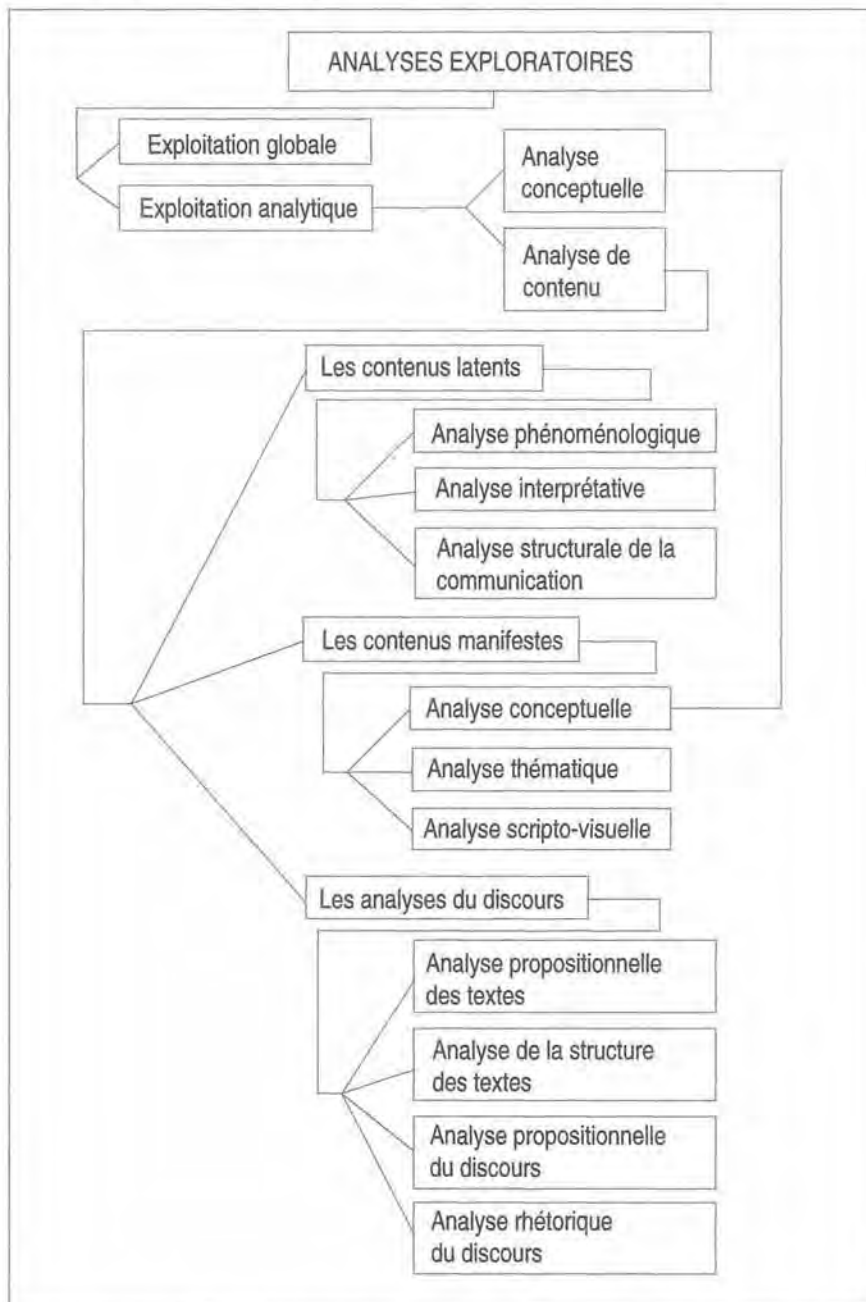 ANALYSES EXPLORATOIRES
Exploitation globale
Exploitation analytique
Analyse
conceptuelle
Analyse de
contenu
Les contenus latents
Analyse phénoménologique
Analyse interprétative
Analyse structurale de la
communication
Les contenus manifestes
Analyse conceptuelle
Analyse thématique
Analyse scripto-visuelle
Les analyses du discours
Analyse propositionnelle
des textes
Analyse de la structure
des textes
Analyse propositionnelle
du discours
Analyse rhétorique
du discours